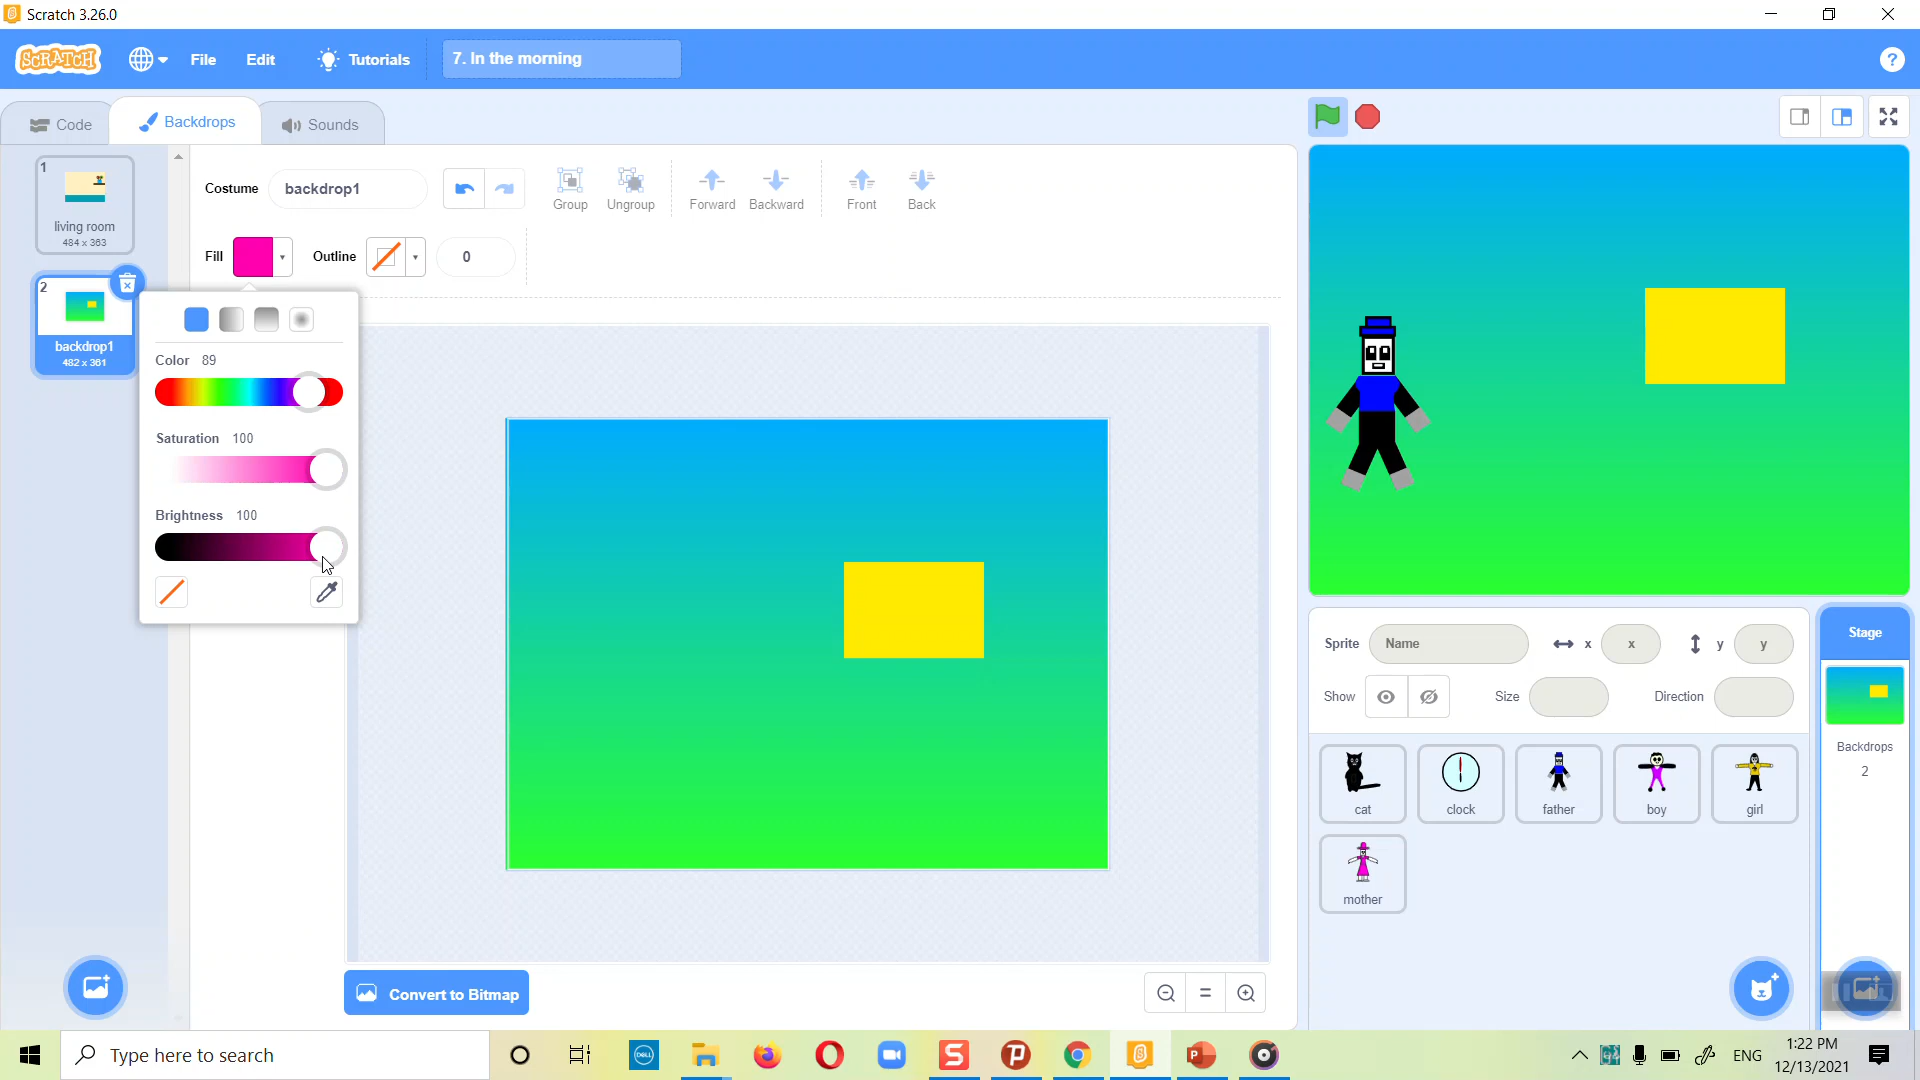 Scratch 3.26.0
SCRATCH File Edit Tutorials 7. In the morning ?
Code Backdrops Sounds
1
living room
484 x 363
2
backdrop1
482 x 361
Costume backdrop1
Group Ungroup Forward Backward Front Back
Fill Outline 0
Color 89
Saturation 100
Brightness 100
Convert to Bitmap
Sprite Name x x y y
Show Size Direction
Stage
Backdrops
2
cat clock father boy girl
mother
Type here to search
DELL
ENG
1:22 PM
12/13/2021